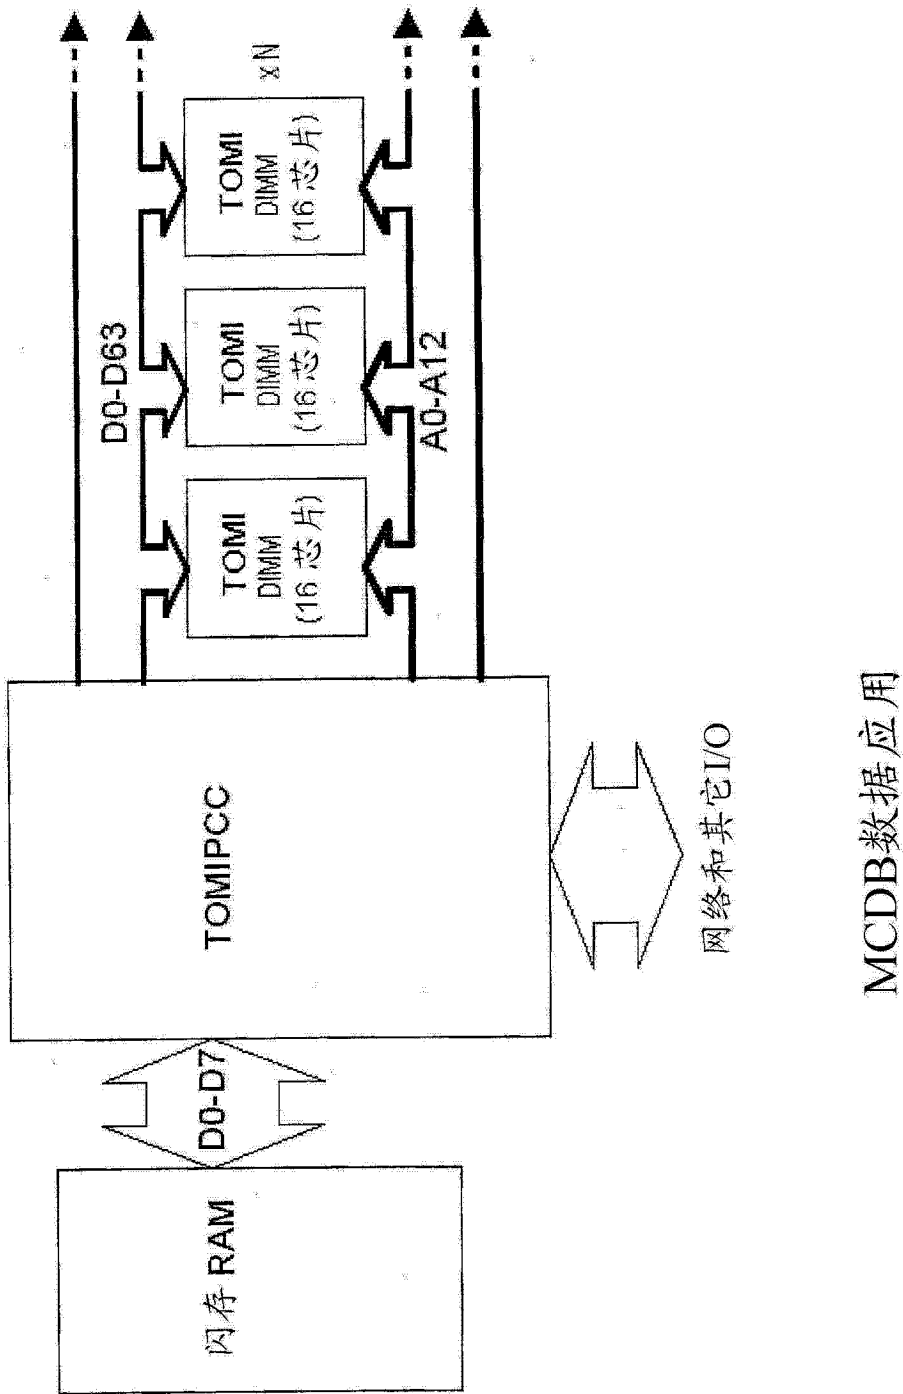 闪存 RAM
D0-D7
TOMIPCC
网络和其它I/O
D0-D63
TOMI
DIMM
(16 芯片)
TOMI
DIMM
(16 芯片)
TOMI
DIMM
(16 芯片)
x N
A0-A12
MCDB数据应用